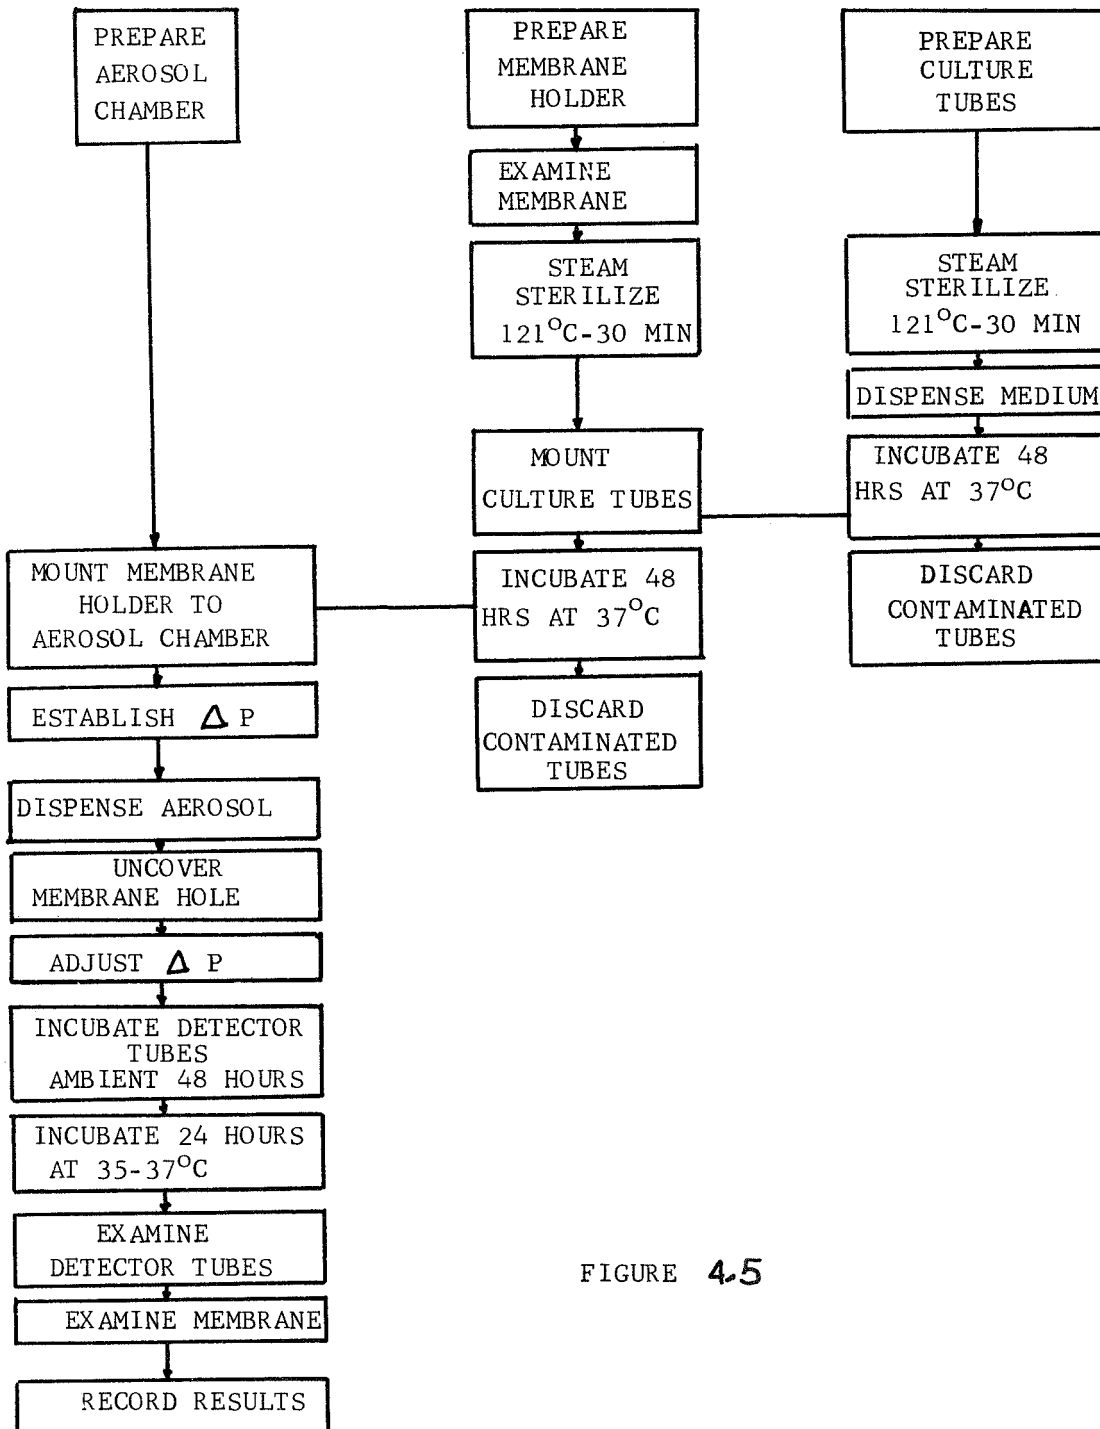 PREPARE
AEROSOL
CHAMBER
MOUNT MEMBRANE
HOLDER TO
AEROSOL CHAMBER
ESTABLISH Δ P
DISPENSE AEROSOL
UNCOVER
MEMBRANE HOLE
ADJUST Δ P
INCUBATE DETECTOR
TUBES
AMBIENT 48 HOURS
INCUBATE 24 HOURS
AT 35-37°C
EXAMINE
DETECTOR TUBES
EXAMINE MEMBRANE
RECORD RESULTS
PREPARE
MEMBRANE
HOLDER
EXAMINE
MEMBRANE
STEAM
STERILIZE
121°C-30 MIN
MOUNT
CULTURE TUBES
INCUBATE 48
HRS AT 37°C
DISCARD
CONTAMINATED
TUBES
PREPARE
CULTURE
TUBES
STEAM
STERILIZE
121°C-30 MIN
DISPENSE MEDIUM
INCUBATE 48
HRS AT 37°C
DISCARD
CONTAMINATED
TUBES
FIGURE 4.5